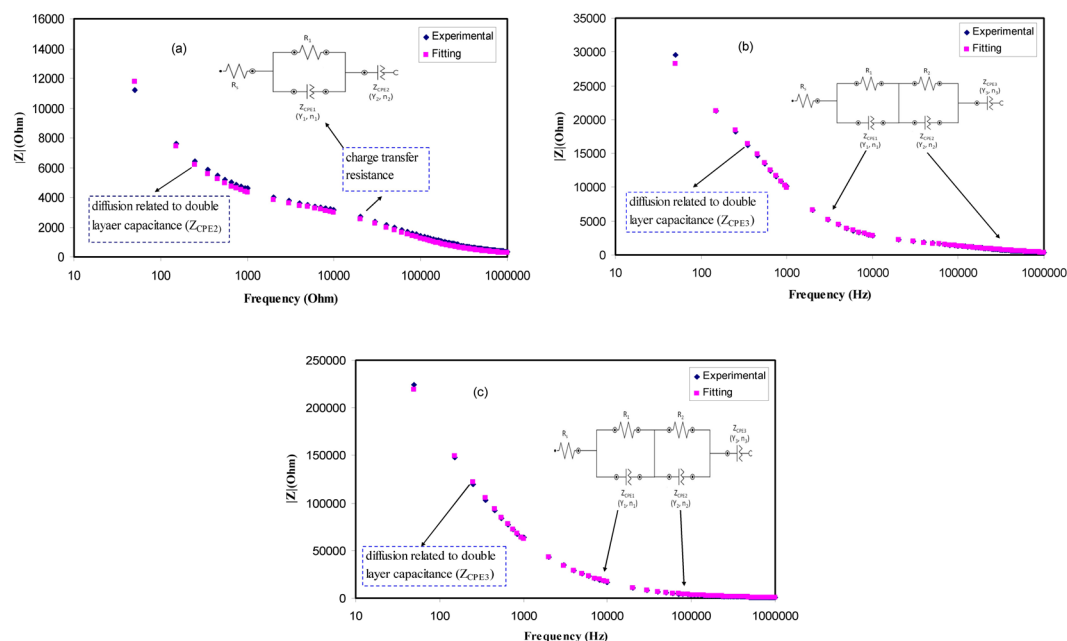 16000
14000
12000
10000
8000
6000
4000
2000
0
|Z|(Ohm)
(a)
Experimental
Fitting
R1
Rs
ZCPE1
(Y1, n1)
ZCPE2
(Y2, n2)
charge transfer
resistance
diffusion related to double
layaer capacitance (ZCPE2)
10
100
1000
10000
100000
1000000
Frequency (Ohm)
35000
30000
25000
20000
15000
10000
5000
0
|Z|(Ohm)
(b)
Experimental
Fitting
R1
R2
Rs
ZCPE3
(Y3, n3)
ZCPE1
(Y1, n1)
ZCPE2
(Y2, n2)
diffusion related to double
layer capacitance (ZCPE3)
10
100
1000
10000
100000
1000000
Frequency (Hz)
250000
200000
150000
100000
50000
0
|Z|(Ohm)
(c)
Experimental
Fitting
R1
R2
Rs
ZCPE3
(Y3, n3)
ZCPE1
(Y1, n1)
ZCPE2
(Y2, n2)
diffusion related to double
layer capacitance (ZCPE3)
10
100
1000
10000
100000
1000000
Frequency (Hz)